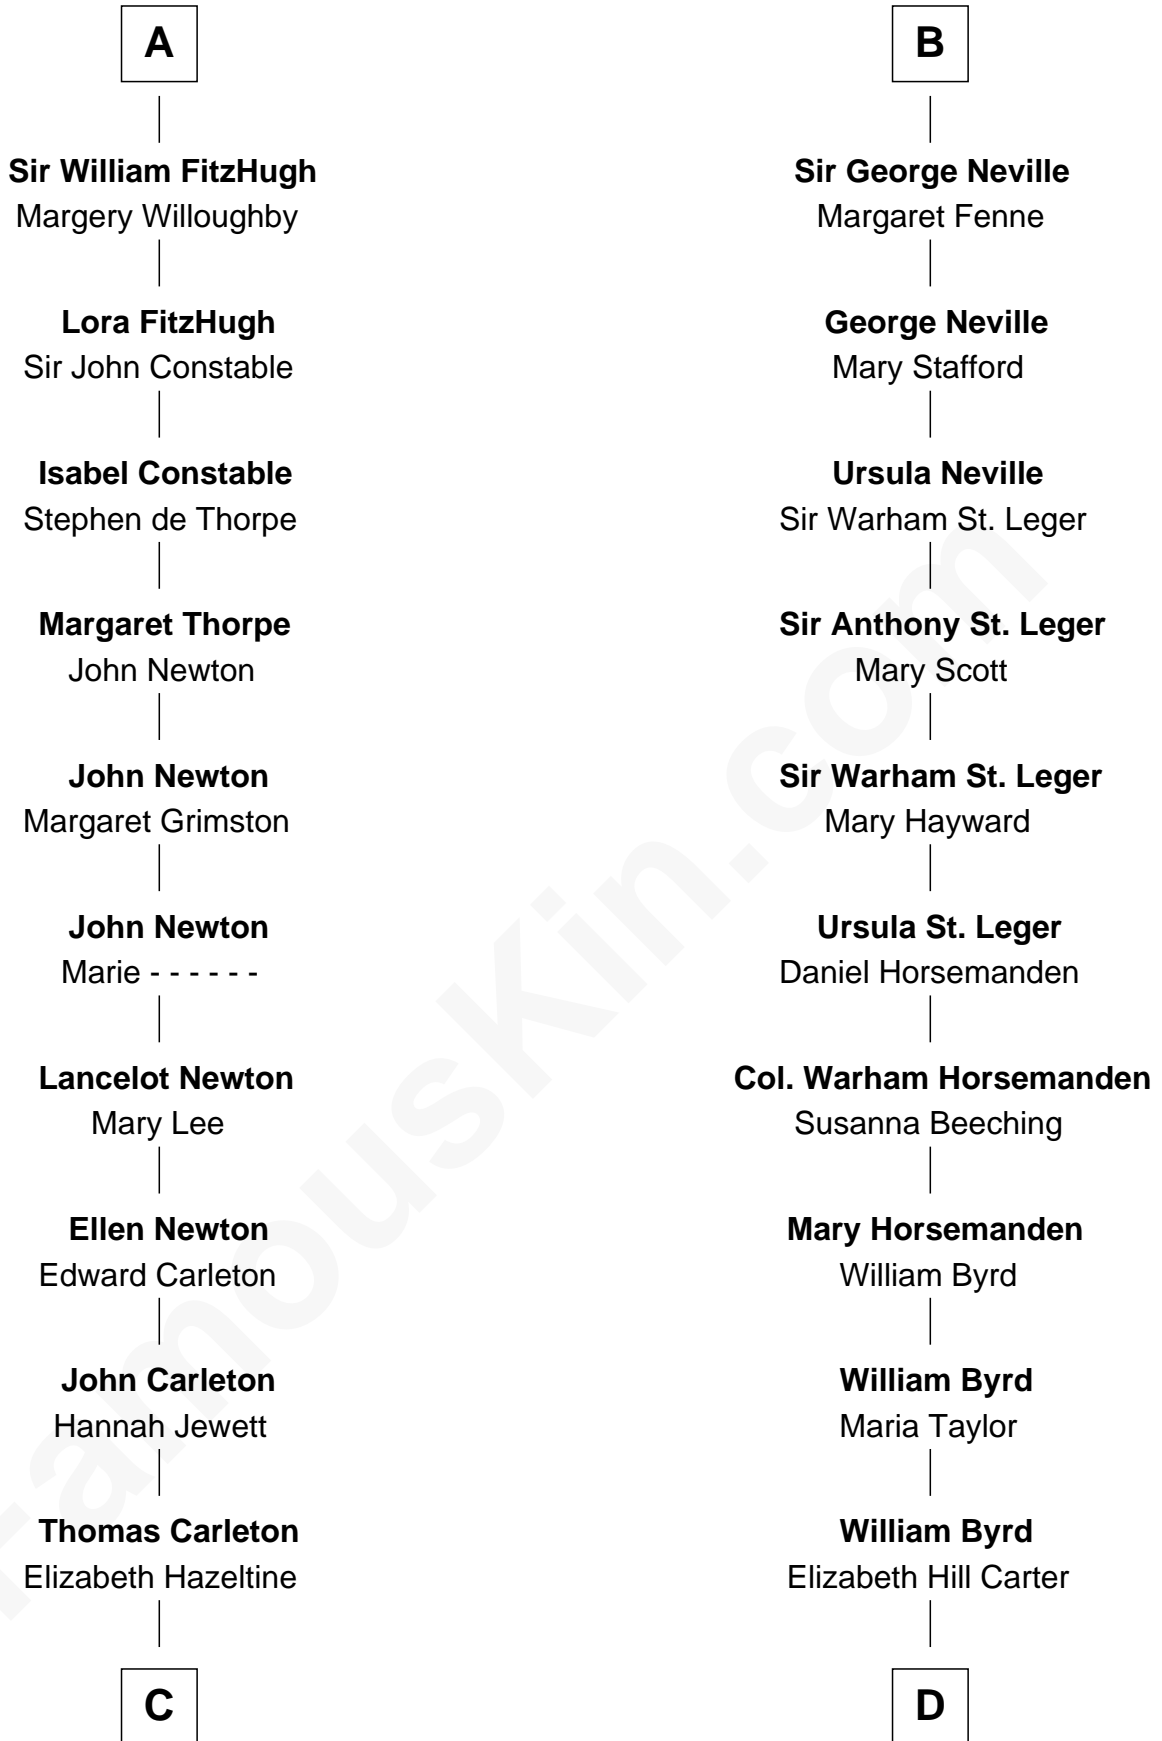 A
Sir William FitzHugh
Margery Willoughby
Lora FitzHugh
Sir John Constable
Isabel Constable
Stephen de Thorpe
Margaret Thorpe
John Newton
John Newton
Margaret Grimston
John Newton
Marie - - - - - -
Lancelot Newton
Mary Lee
Ellen Newton
Edward Carleton
John Carleton
Hannah Jewett
Thomas Carleton
Elizabeth Hazeltine
C
B
Sir George Neville
Margaret Fenne
George Neville
Mary Stafford
Ursula Neville
Sir Warham St. Leger
Sir Anthony St. Leger
Mary Scott
Sir Warham St. Leger
Mary Hayward
Ursula St. Leger
Daniel Horsemanden
Col. Warham Horsemanden
Susanna Beeching
Mary Horsemanden
William Byrd
William Byrd
Maria Taylor
William Byrd
Elizabeth Hill Carter
D
FamousKin.com